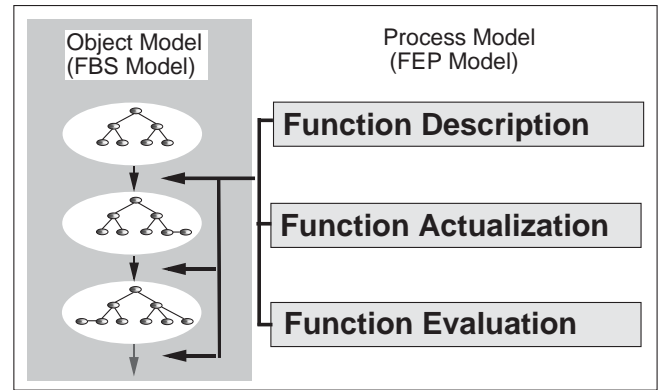 Object Model
(FBS Model)
Process Model
(FEP Model)
Function Description
Function Actualization
Function Evaluation